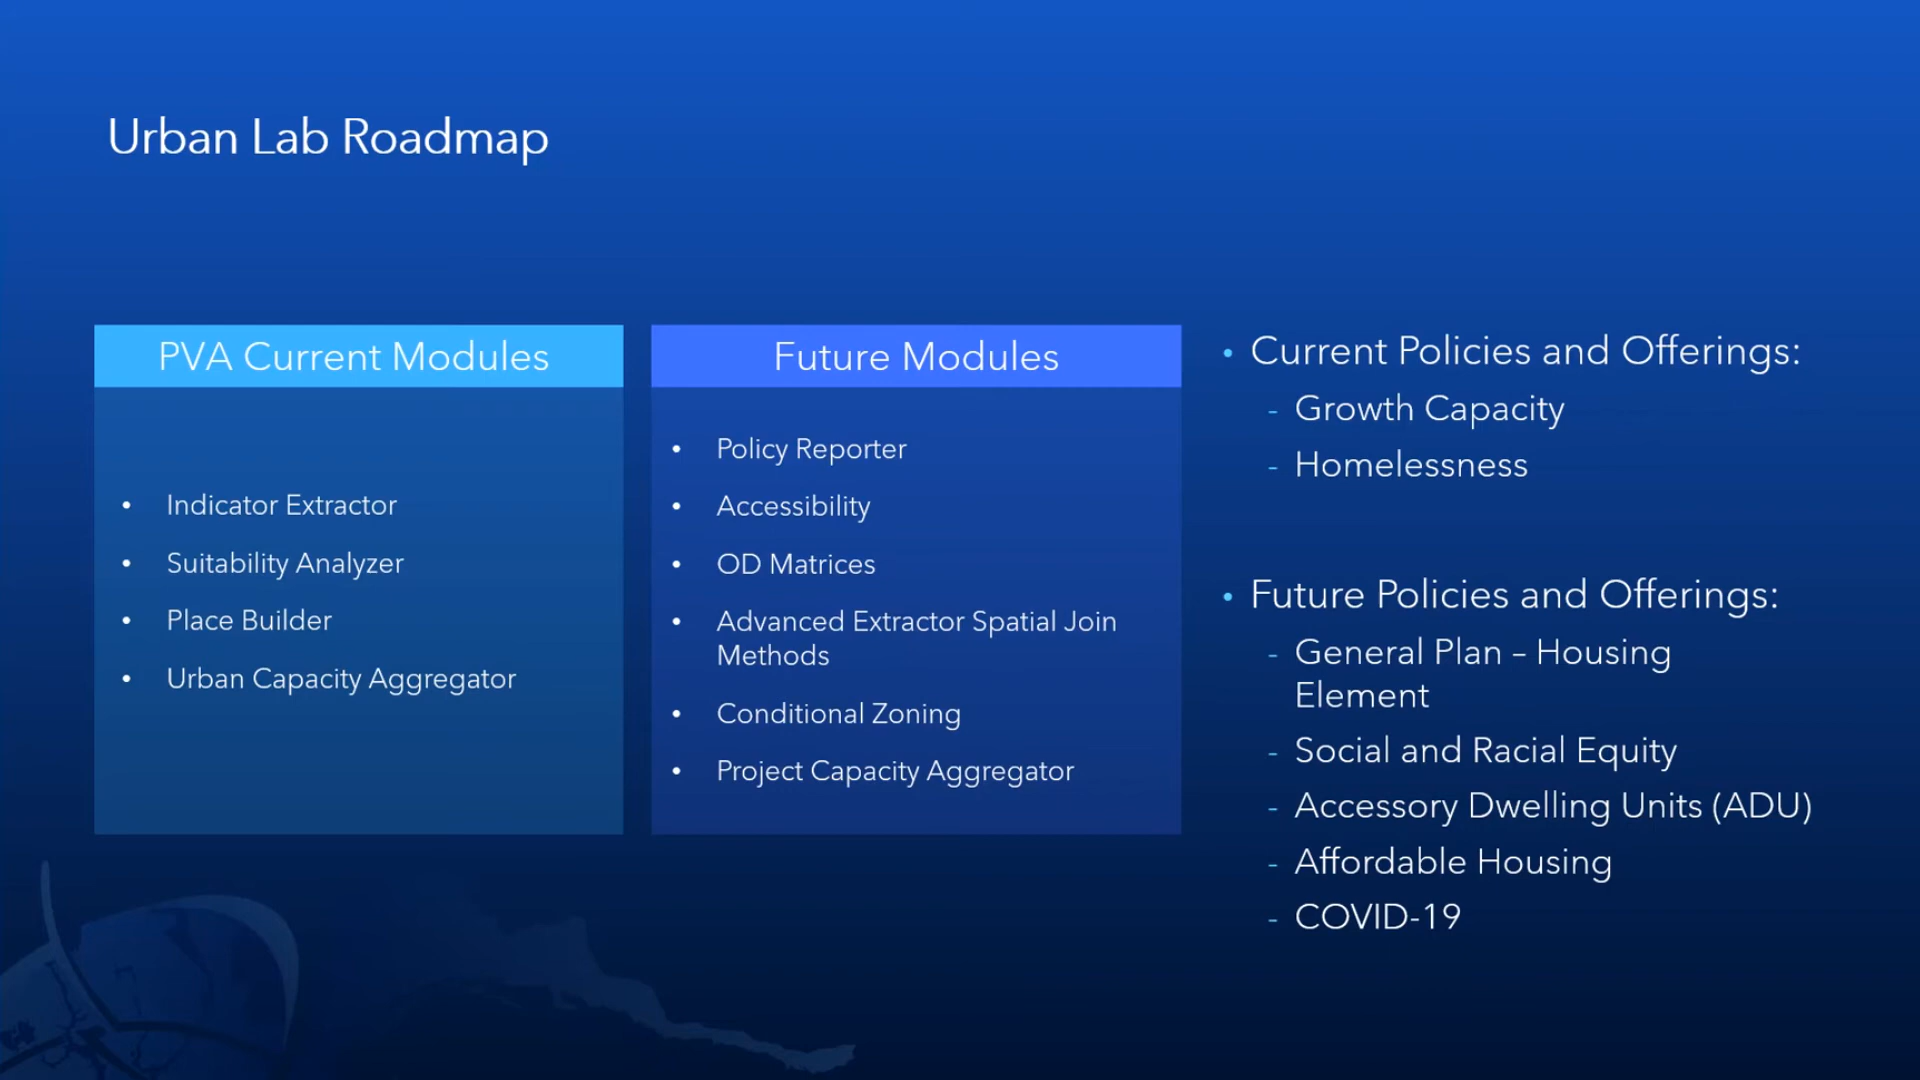 Urban Lab Roadmap
PVA Current Modules
• Indicator Extractor
• Suitability Analyzer
• Place Builder
• Urban Capacity Aggregator
Future Modules
• Policy Reporter
• Accessibility
• OD Matrices
• Advanced Extractor Spatial Join
Methods
• Conditional Zoning
• Project Capacity Aggregator
• Current Policies and Offerings:
- Growth Capacity
- Homelessness
• Future Policies and Offerings:
- General Plan – Housing
Element
- Social and Racial Equity
- Accessory Dwelling Units (ADU)
- Affordable Housing
- COVID-19